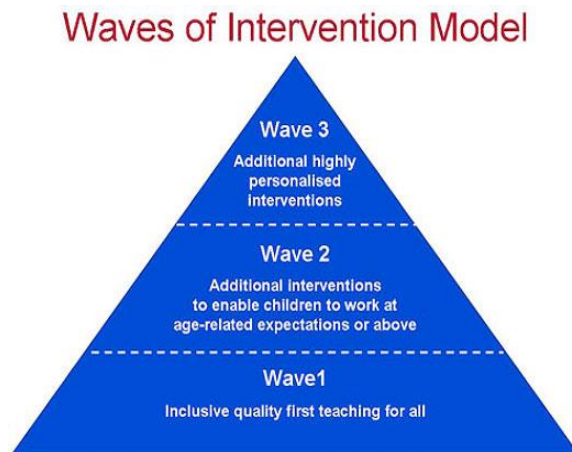 Waves of Intervention Model
Wave 3
Additional highly
personalised
interventions
Wave 2
Additional interventions
to enable children to work at
age-related expectations or above
Wave1
Inclusive quality first teaching for all